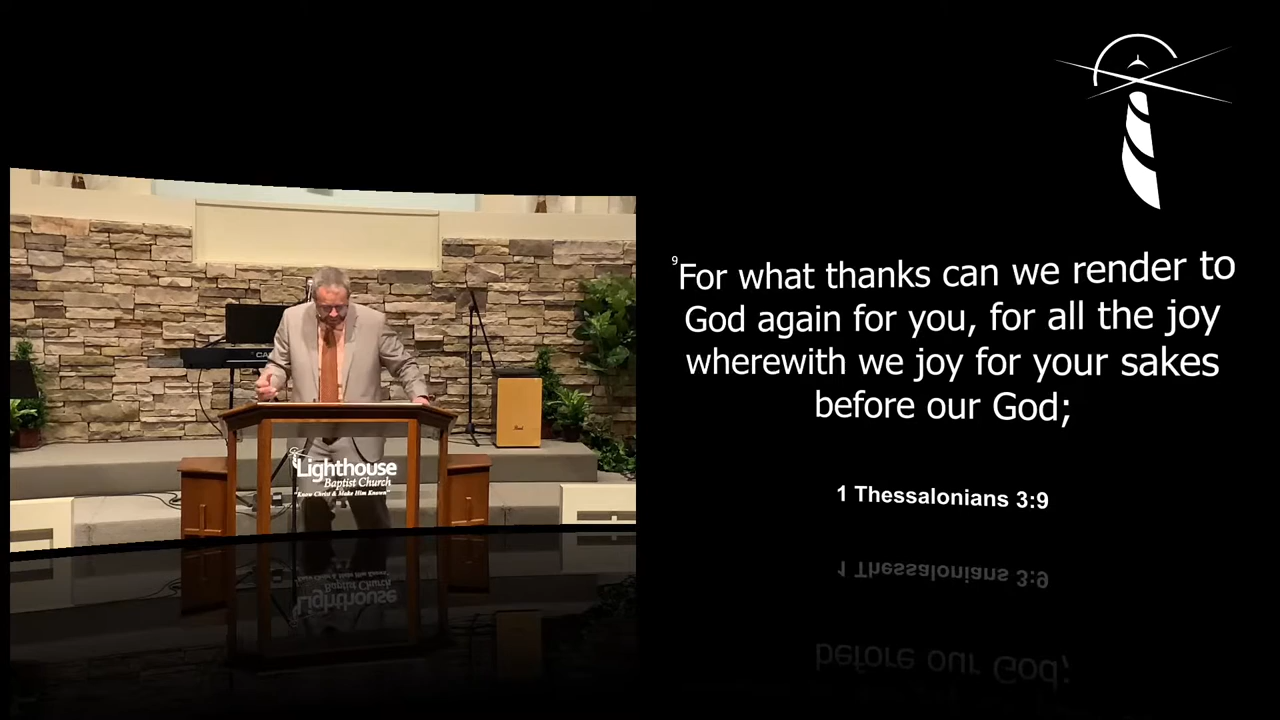 ⁹For what thanks can we render to
God again for you, for all the joy
wherewith we joy for your sakes
before our God;
1 Thessalonians 3:9
Lighthouse
Baptist Church
"Know Christ & Make Him Known"